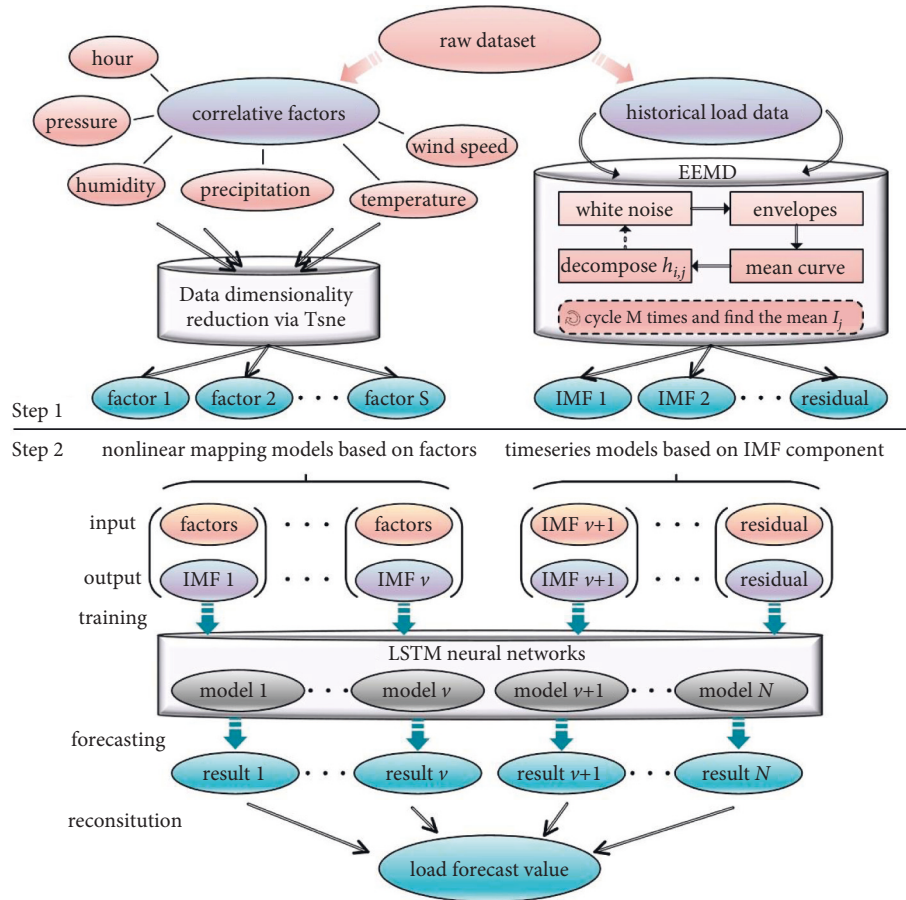 raw dataset
hour
pressure
correlative factors
historical load data
wind speed
humidity
precipitation
temperature
EEMD
white noise
envelopes
decompose h_{i,j}
mean curve
cycle M times and find the mean I_j
Data dimensionality
reduction via Tsne
factor 1
factor 2
. . .
factor S
IMF 1
IMF 2
. . .
residual
Step 1
Step 2
nonlinear mapping models based on factors
timeseries models based on IMF component
input
factors
. . .
factors
IMF v+1
. . .
residual
output
IMF 1
. . .
IMF v
IMF v+1
. . .
residual
training
LSTM neural networks
model 1
. . .
model v
model v+1
. . .
model N
forecasting
result 1
. . .
result v
result v+1
. . .
result N
reconsitution
load forecast value